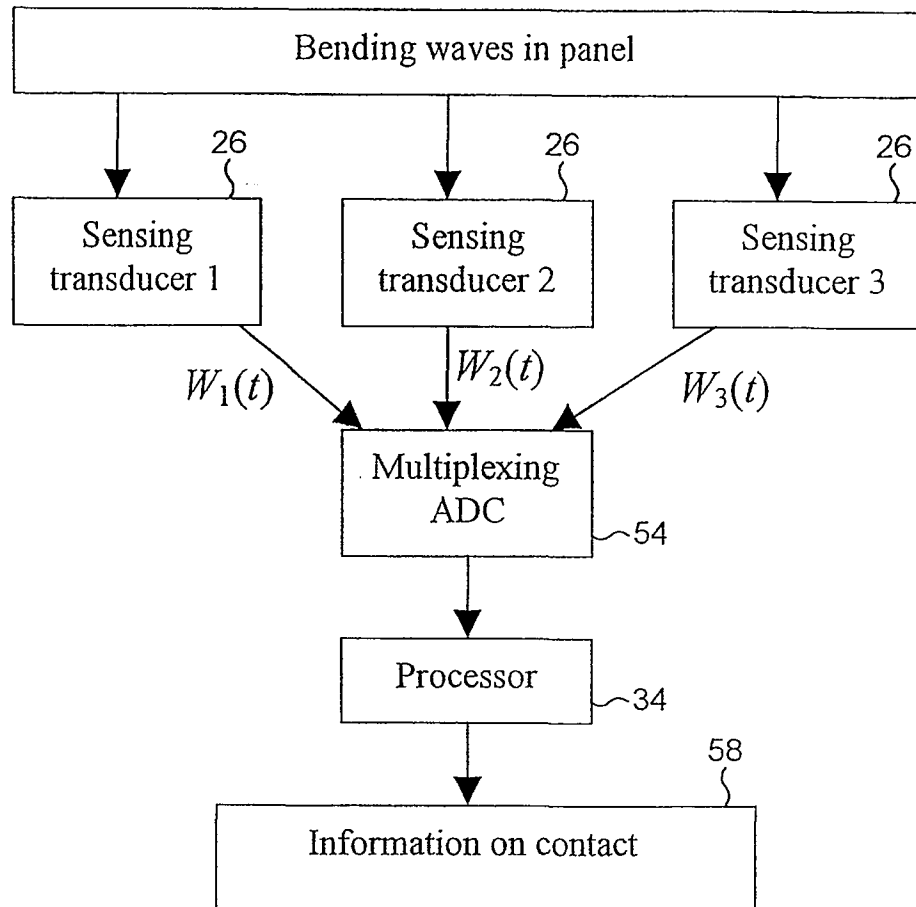 Bending waves in panel
26
26
26
Sensing
transducer 1
Sensing
transducer 2
Sensing
transducer 3
W₁(t)
W₂(t)
W₃(t)
Multiplexing
ADC
54
Processor
34
58
Information on contact